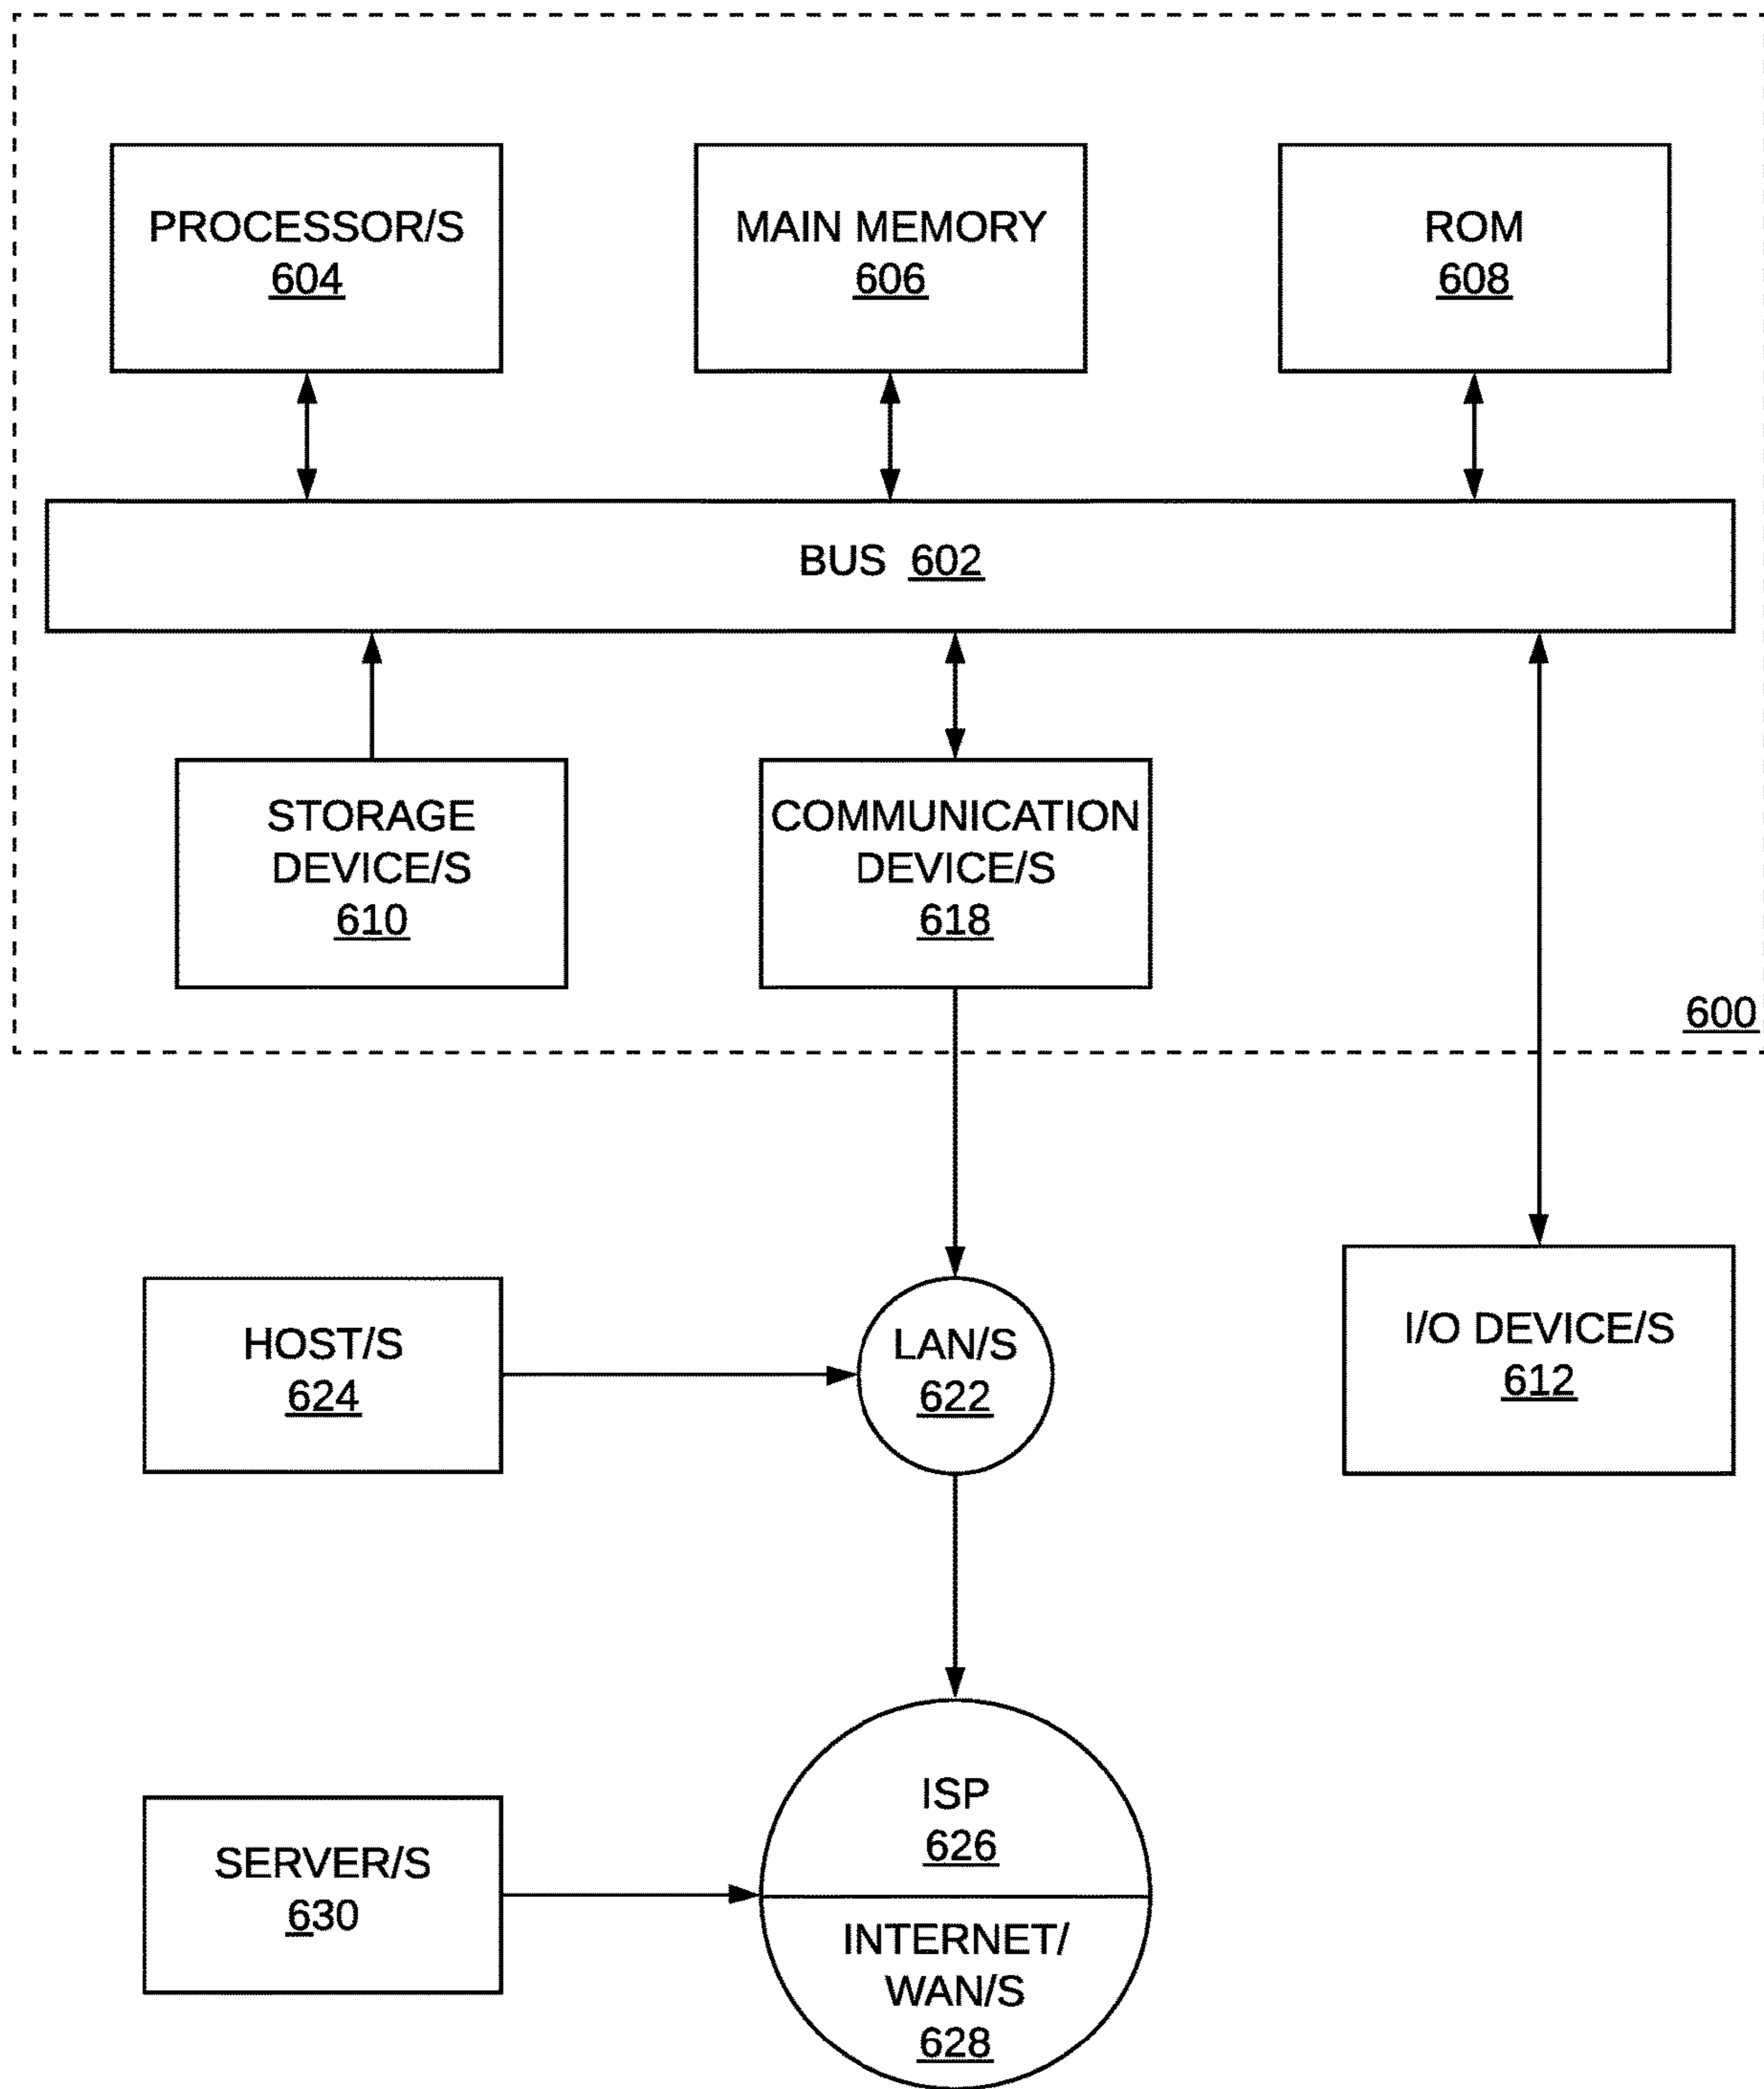 PROCESSOR/S
604
MAIN MEMORY
606
ROM
608
BUS 602
STORAGE
DEVICE/S
610
COMMUNICATION
DEVICE/S
618
600
HOST/S
624
LAN/S
622
I/O DEVICE/S
612
SERVER/S
630
ISP
626
INTERNET/
WAN/S
628